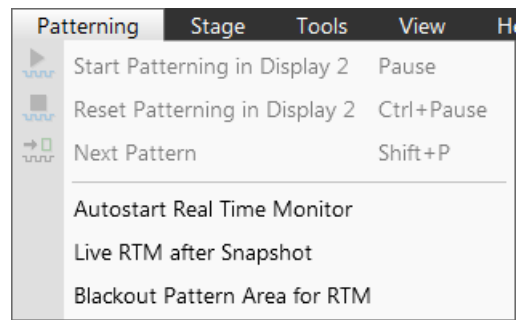 Patterning Stage Tools View
Start Patterning in Display 2 Pause
Reset Patterning in Display 2 Ctrl+Pause
Next Pattern Shift+P
Autostart Real Time Monitor
Live RTM after Snapshot
Blackout Pattern Area for RTM